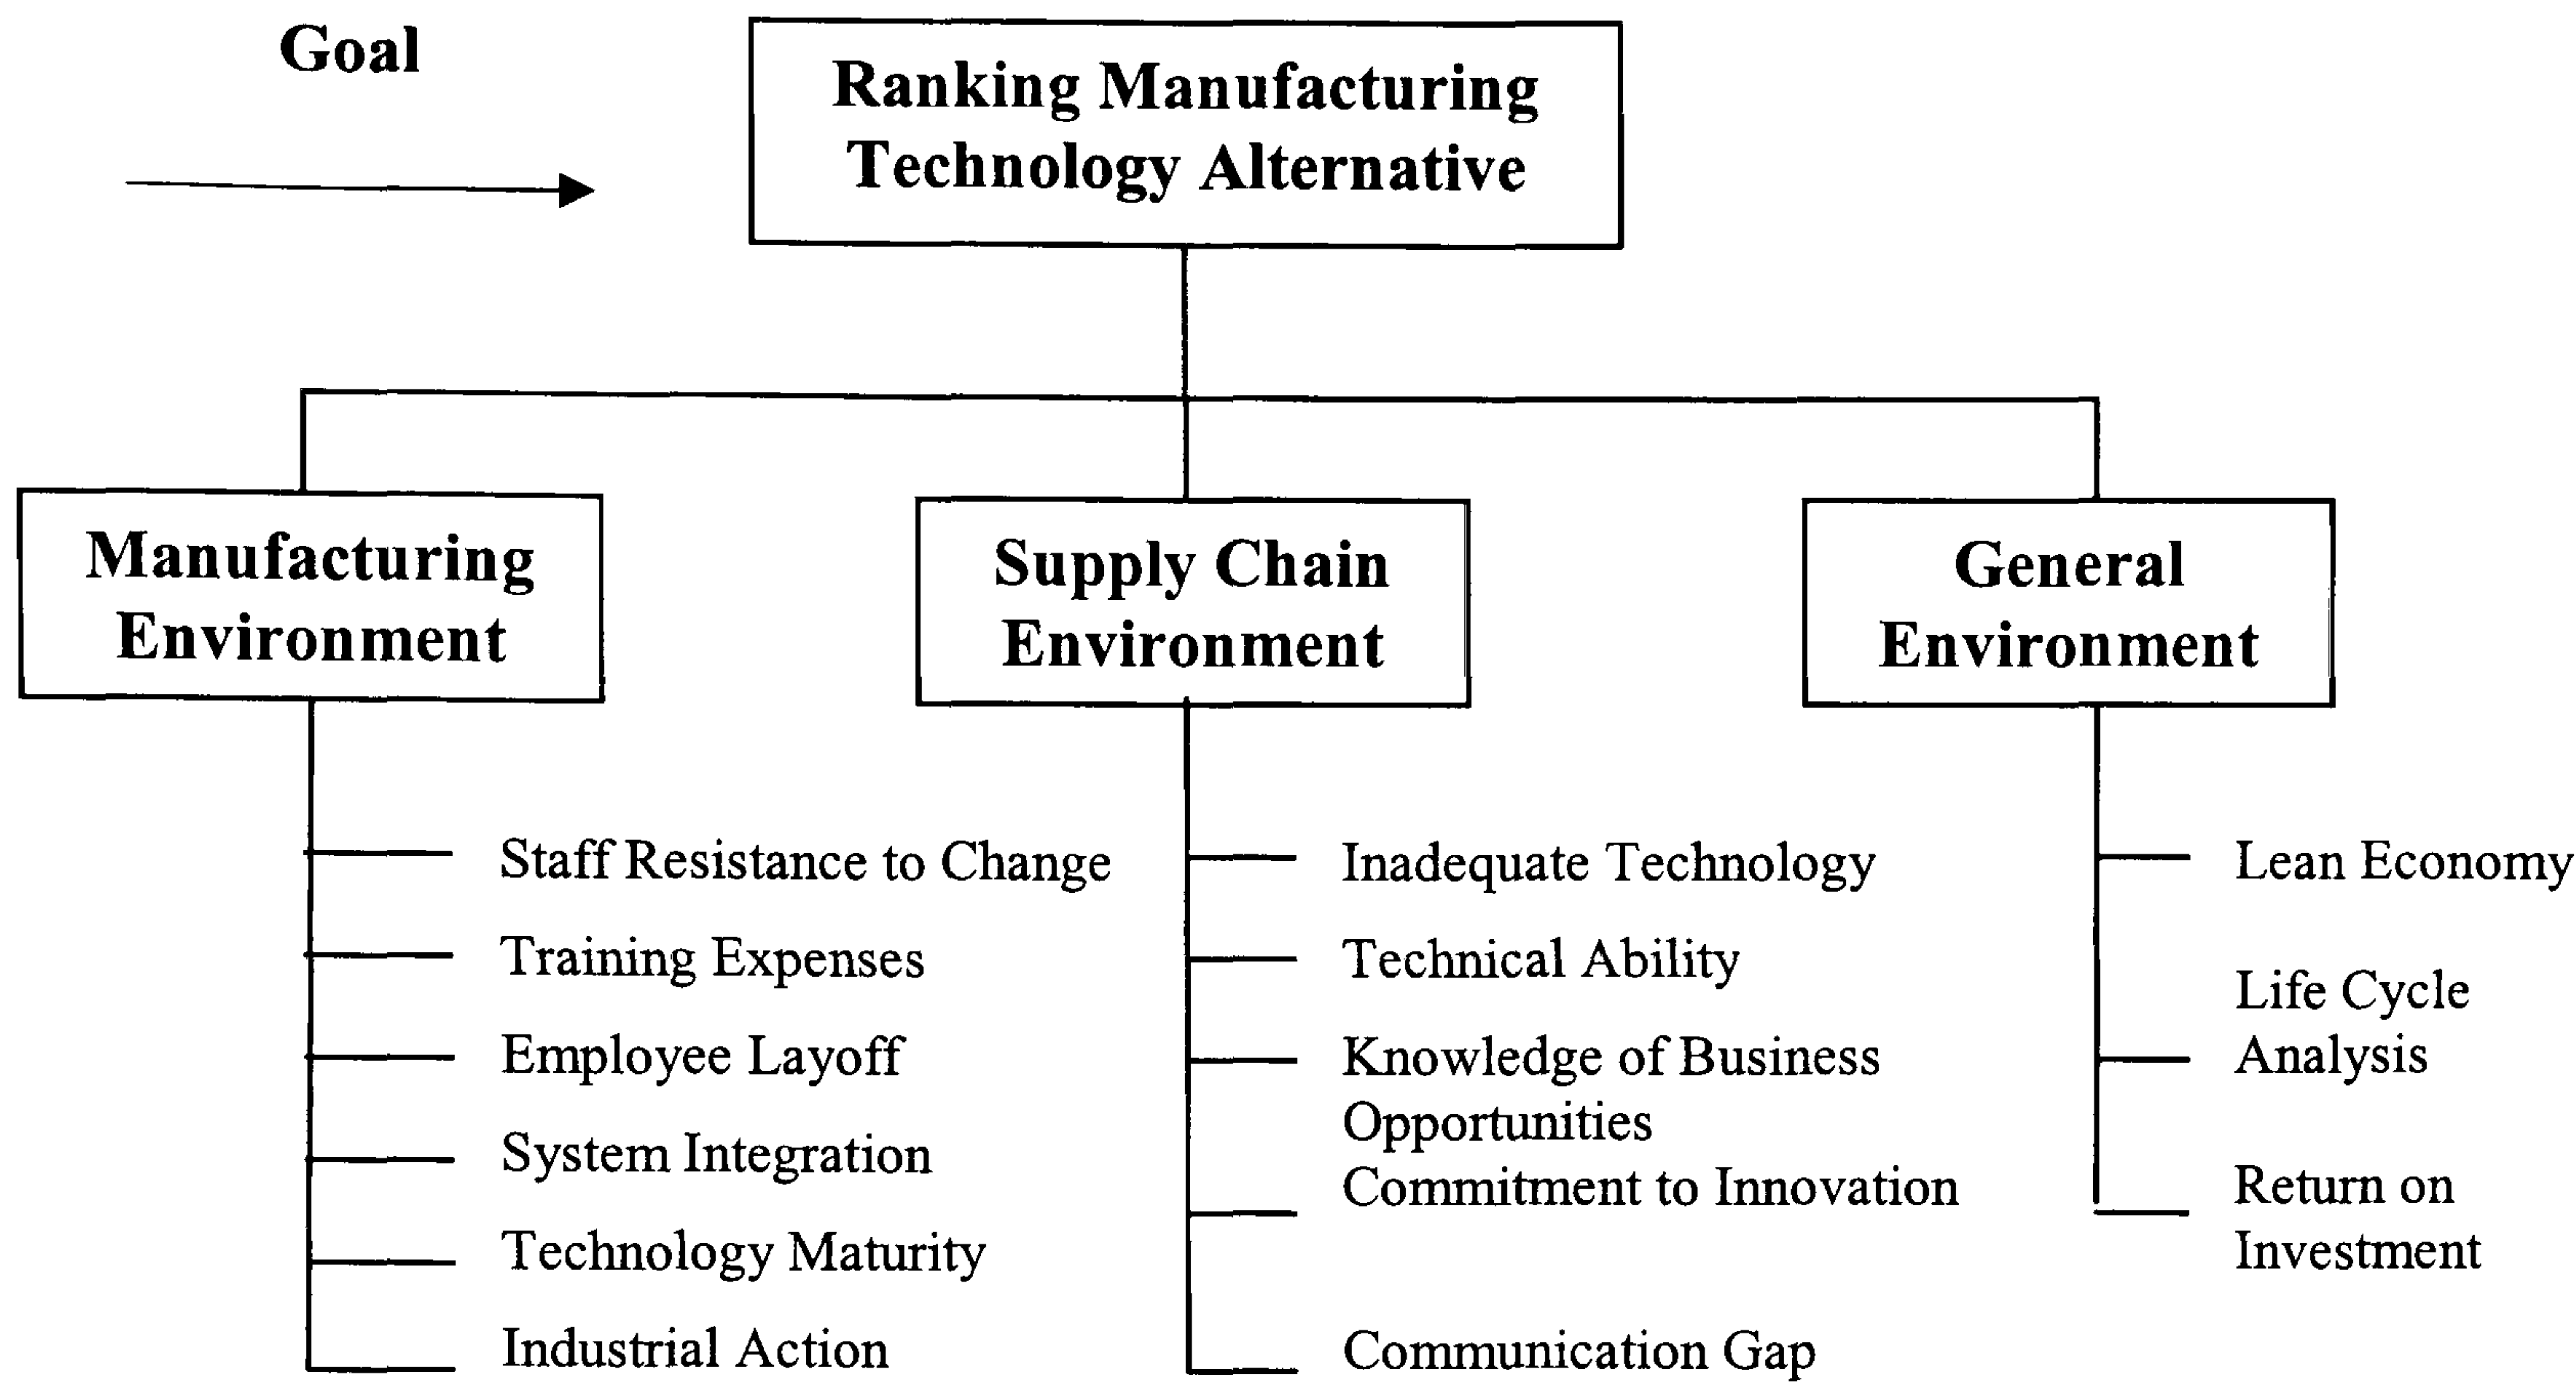 Goal
Ranking Manufacturing
Technology Alternative
Manufacturing
Environment
Supply Chain
Environment
General
Environment
Staff Resistance to Change
Training Expenses
Employee Layoff
System Integration
Technology Maturity
Industrial Action
Inadequate Technology
Technical Ability
Knowledge of Business
Opportunities
Commitment to Innovation
Communication Gap
Lean Economy
Life Cycle
Analysis
Return on
Investment